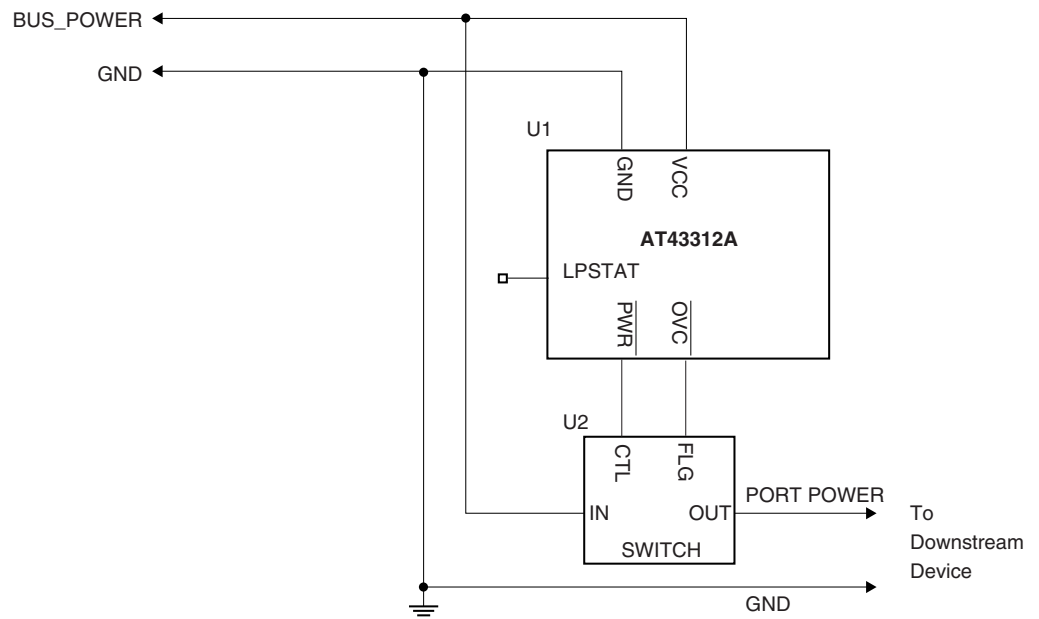 BUS_POWER
GND
U1
GND
VCC
AT43312A
LPSTAT
PWR
OVC
U2
CTL
FLG
PORT POWER
IN
OUT
To
Downstream
Device
SWITCH
GND